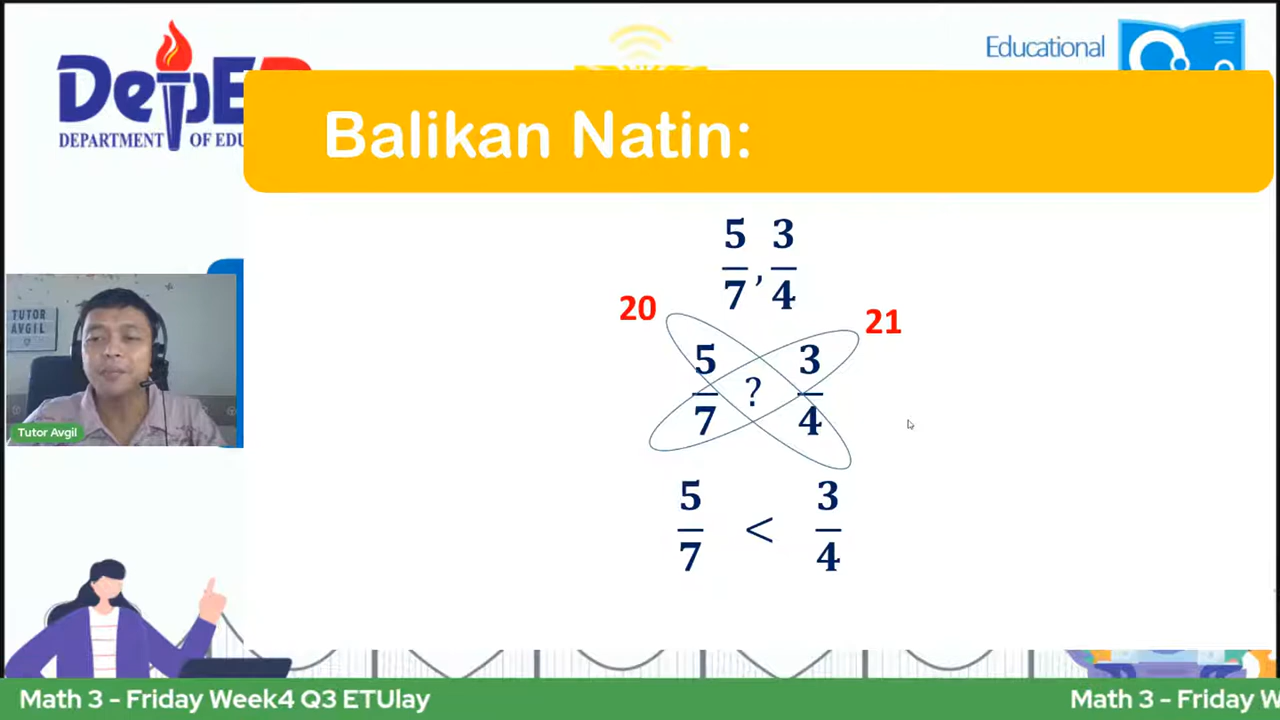 DepED
DEPARTMENT OF EDU
Educational
Balikan Natin:
5/7, 3/4
20
21
5/7 ? 3/4
5/7 < 3/4
TUTOR
AVGIL
Tutor Avgil
Math 3 - Friday Week4 Q3 ETUlay
Math 3 - Friday W